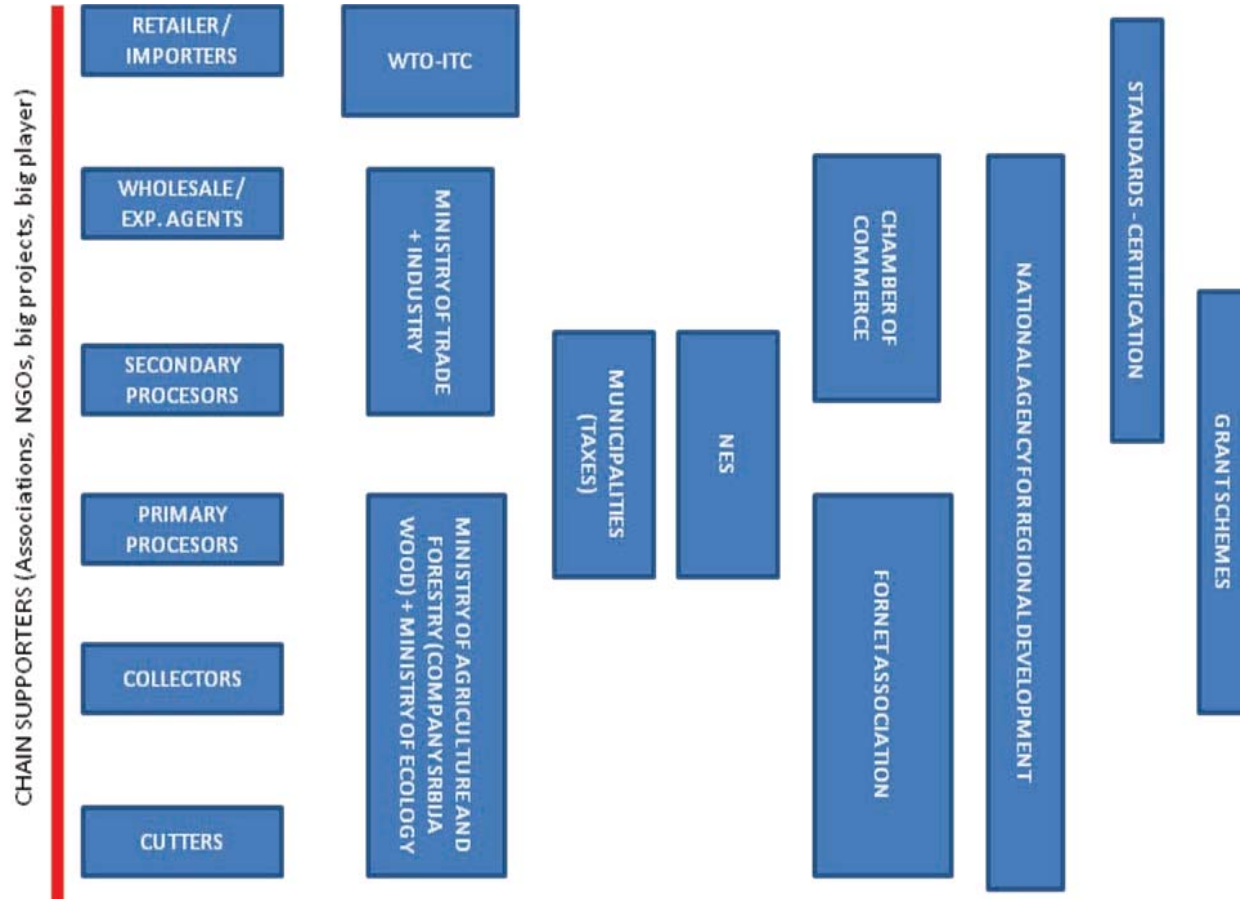 CHAIN SUPPORTERS (Associations, NGOs, big projects, big player)
RETAILER/
IMPORTERS
WHOLESALE/
EXP. AGENTS
SECONDARY
PROCESORS
PRIMARY
PROCESORS
COLLECTORS
CUTTERS
WTO-ITC
MINISTRY OF TRADE
+ INDUSTRY
MINISTRY OF AGRICULTURE AND
FORESTRY (COMPANY SRBIJA
WOOD) + MINISTRY OF ECOLOGY
MUNICIPALITIES
(TAXES)
NES
CHAMBER OF
COMMERCE
FORNET ASSOCIATION
NATIONAL AGENCY FOR REGIONAL DEVELOPMENT
STANDARDS - CERTIFICATION
GRANT SCHEMES